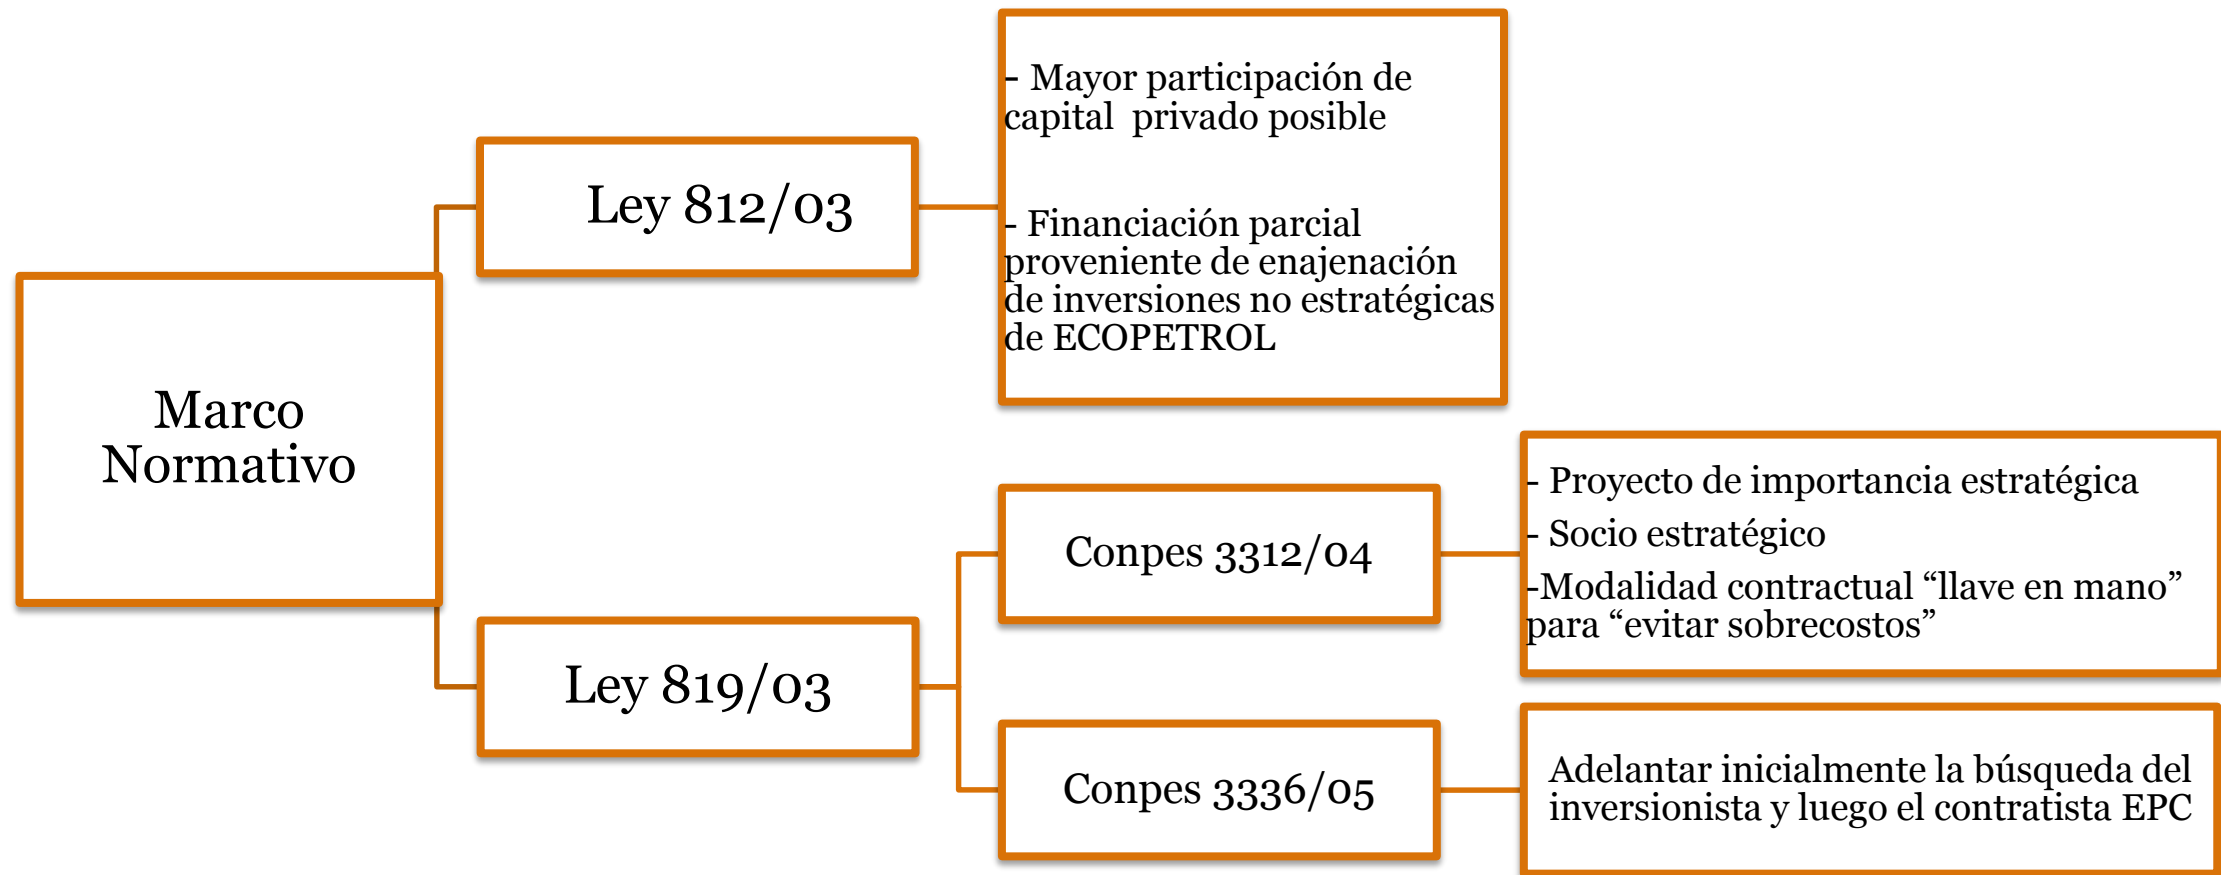 Marco
Normativo
Ley 812/03
- Mayor participación de
capital  privado posible
- Financiación parcial
proveniente de enajenación
de inversiones no estratégicas
de ECOPETROL
Ley 819/03
Conpes 3312/04
- Proyecto de importancia estratégica
- Socio estratégico
-Modalidad contractual “llave en mano”
para “evitar sobrecostos”
Conpes 3336/05
Adelantar inicialmente la búsqueda del
inversionista y luego el contratista EPC